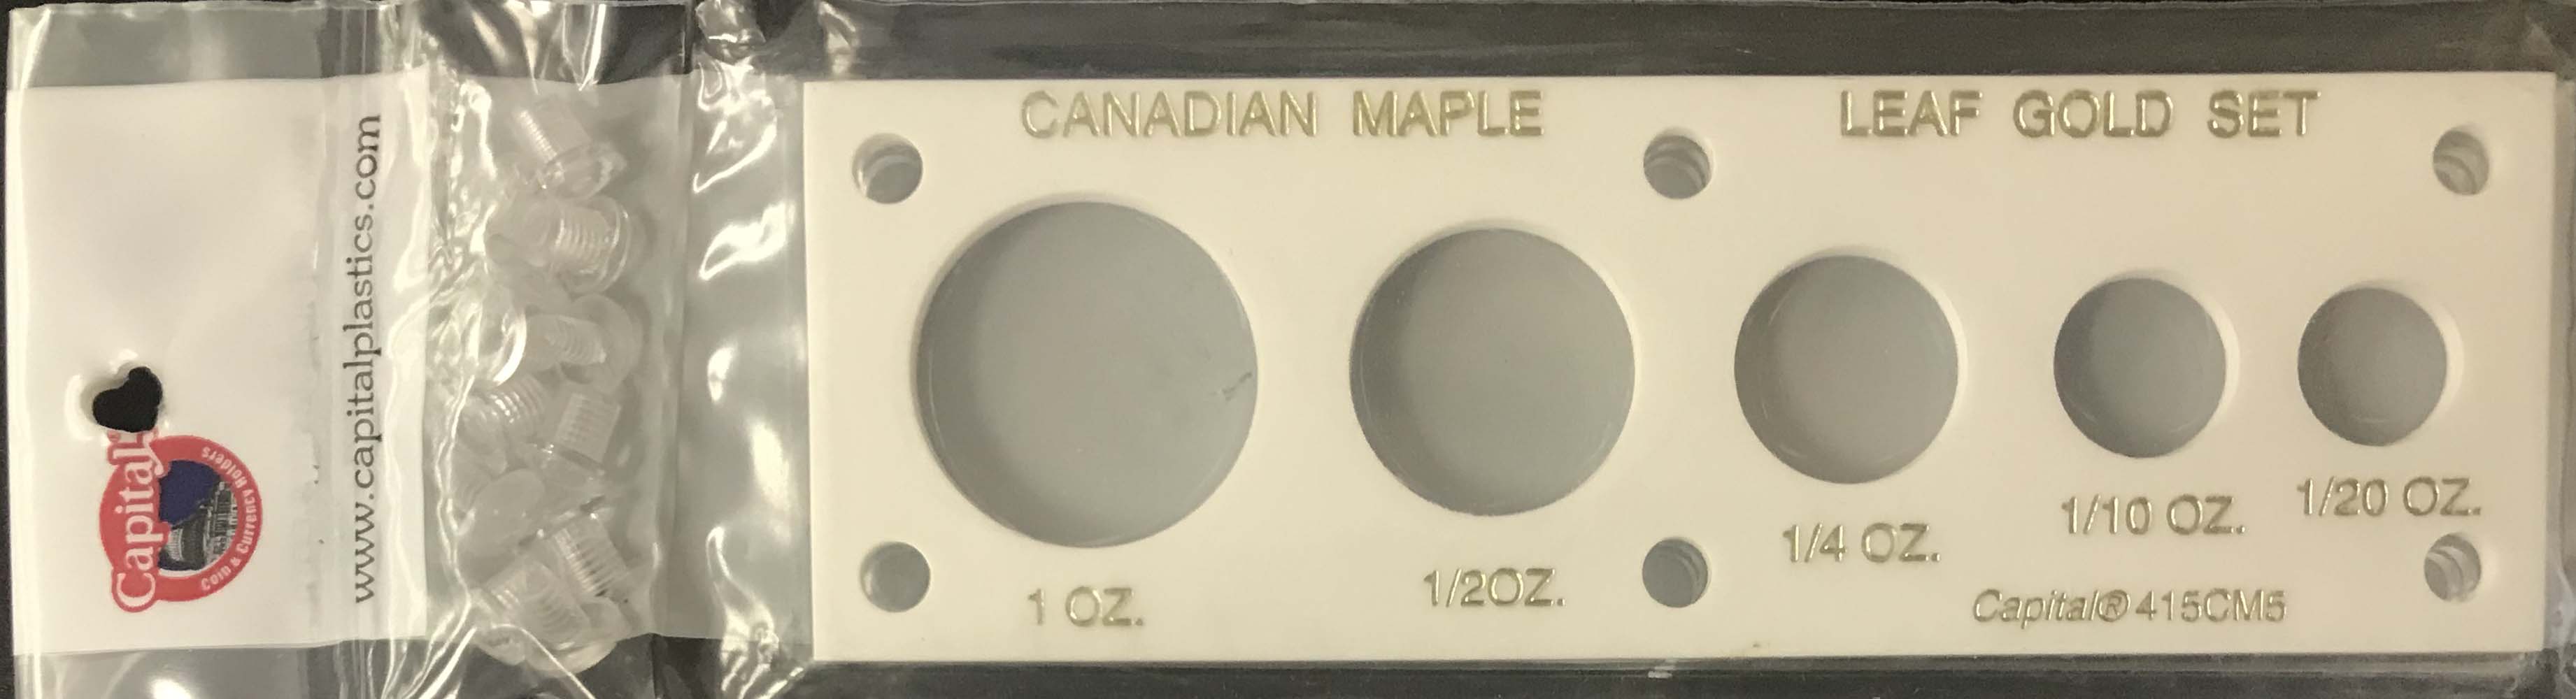 CANADIAN MAPLE LEAF GOLD SET
1 OZ.
1/2OZ.
1/4 OZ.
1/10 OZ.
1/20 OZ.
Capital® 415CM5
www.capitalplastics.com
Capital
Coin & Currency Holders